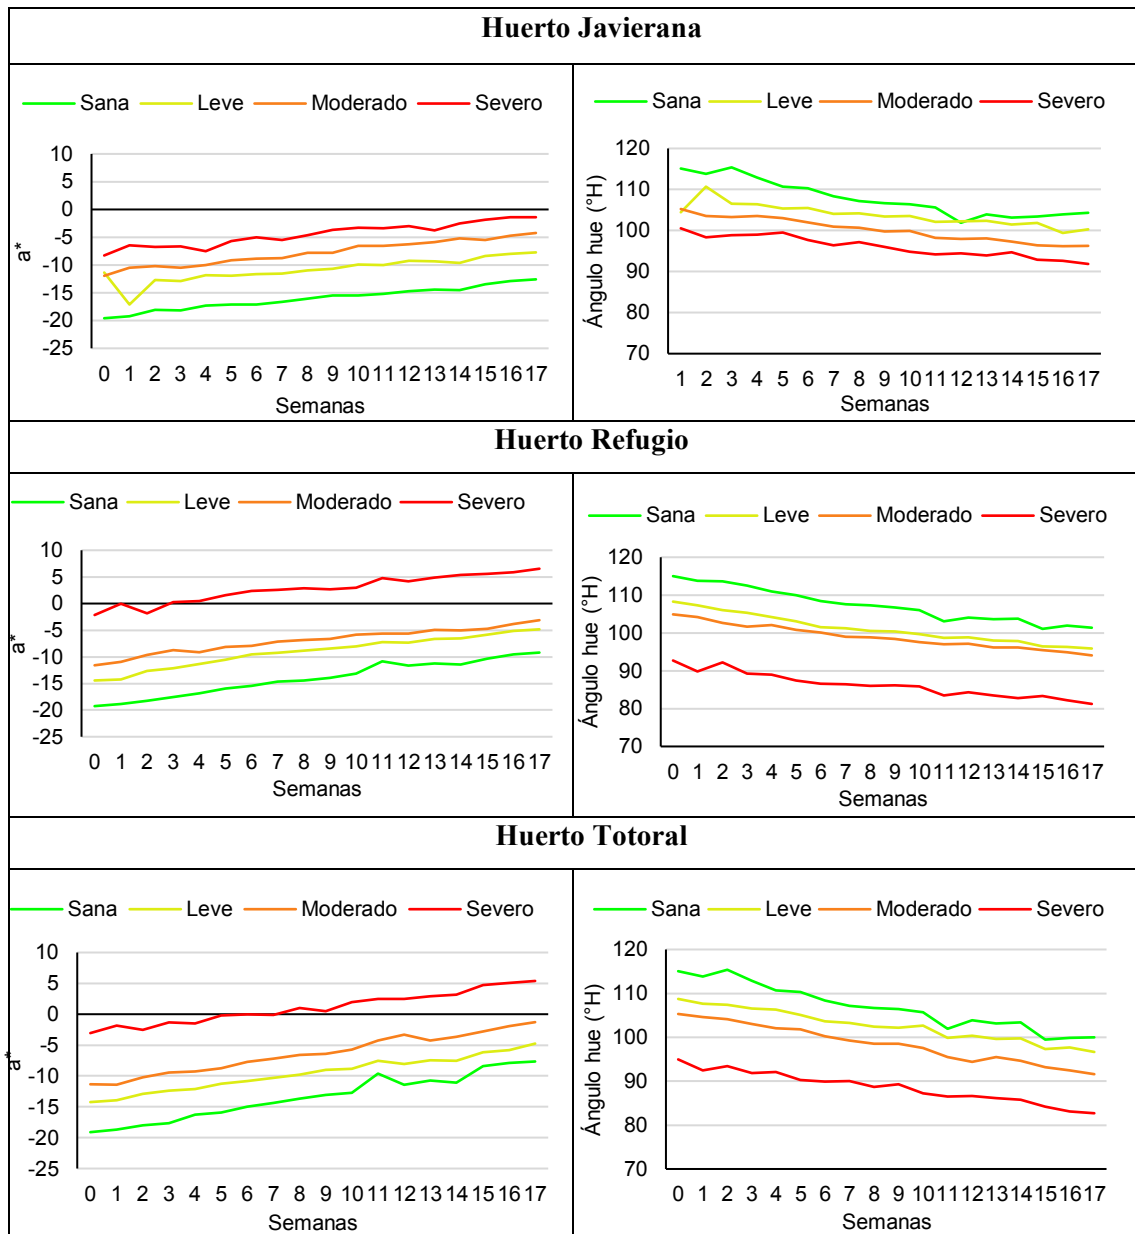 Huerto Javierana
Sana Leve Moderado Severo
10
5
0
-5
-10
-15
-20
-25
a*
0 1 2 3 4 5 6 7 8 9 10 11 12 13 14 15 16 17
Semanas
Sana Leve Moderado Severo
120
110
100
90
80
70
Ángulo hue (°H)
1 2 3 4 5 6 7 8 9 10 11 12 13 14 15 16 17
Semanas
Huerto Refugio
Sana Leve Moderado Severo
10
5
0
-5
-10
-15
-20
-25
a*
0 1 2 3 4 5 6 7 8 9 10 11 12 13 14 15 16 17
Semanas
Sana Leve Moderado Severo
120
110
100
90
80
70
Ángulo hue (°H)
0 1 2 3 4 5 6 7 8 9 10 11 12 13 14 15 16 17
Semanas
Huerto Totoral
Sana Leve Moderado Severo
10
5
0
-5
-10
-15
-20
-25
a*
0 1 2 3 4 5 6 7 8 9 10 11 12 13 14 15 16 17
Semanas
Sana Leve Moderado Severo
120
110
100
90
80
70
Ángulo hue (°H)
0 1 2 3 4 5 6 7 8 9 10 11 12 13 14 15 16 17
Semanas